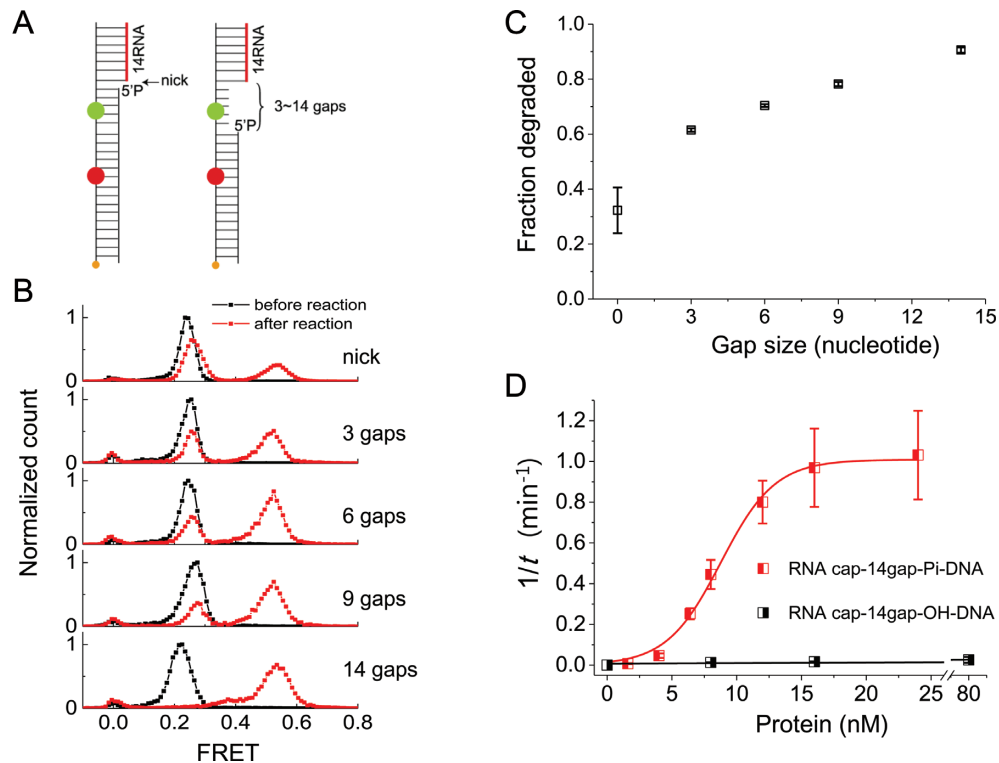 A
14RNA
5'P
←nick
14RNA
5'P
3~14 gaps
B
Normalized count
before reaction
after reaction
1
0
nick
1
0
3 gaps
1
0
6 gaps
1
0
9 gaps
1
0
14 gaps
0.0 0.2 0.4 0.6 0.8
FRET
C
Fraction degraded
1.0
0.8
0.6
0.4
0.2
0.0
0 3 6 9 12 15
Gap size (nucleotide)
D
1/t (min⁻¹)
1.2
1.0
0.8
0.6
0.4
0.2
0.0
RNA cap-14gap-Pi-DNA
RNA cap-14gap-OH-DNA
0 5 10 15 20 25 80
Protein (nM)